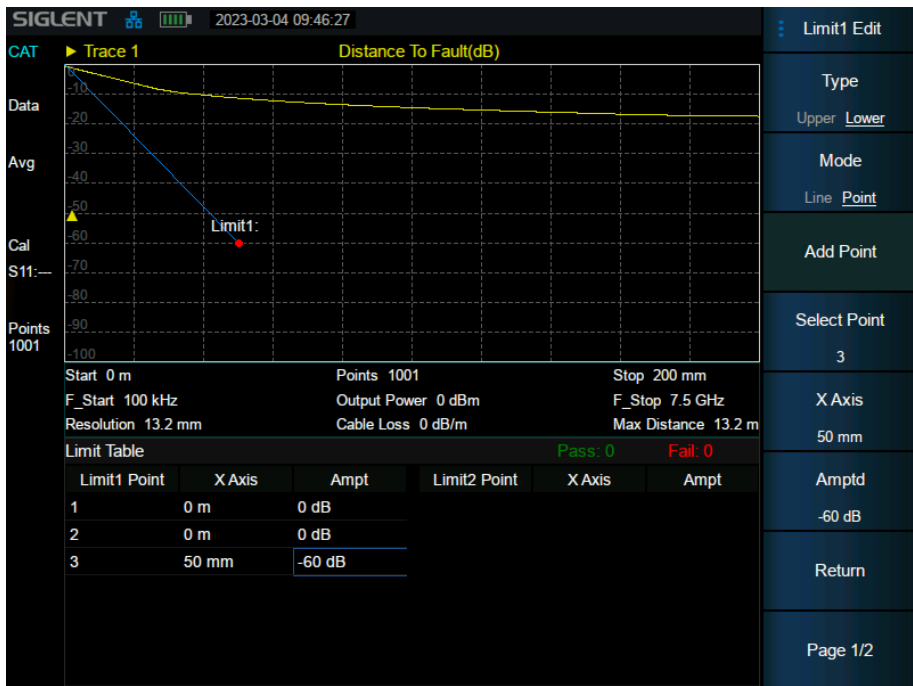 SIGLENT 2023-03-04 09:46:27
Limit1 Edit
CAT
Trace 1 Distance To Fault(dB)
Data
Avg
Cal
S11:---
Points
1001
0
-10
-20
-30
-40
-50
-60
-70
-80
-90
-100
Limit1:
Start 0 m Points 1001 Stop 200 mm
F_Start 100 kHz Output Power 0 dBm F_Stop 7.5 GHz
Resolution 13.2 mm Cable Loss 0 dB/m Max Distance 13.2 m
Limit Table Pass: 0 Fail: 0
Limit1 Point X Axis Ampt Limit2 Point X Axis Ampt
1 0 m 0 dB
2 0 m 0 dB
3 50 mm -60 dB
Type
Upper Lower
Mode
Line Point
Add Point
Select Point
3
X Axis
50 mm
Amptd
-60 dB
Return
Page 1/2